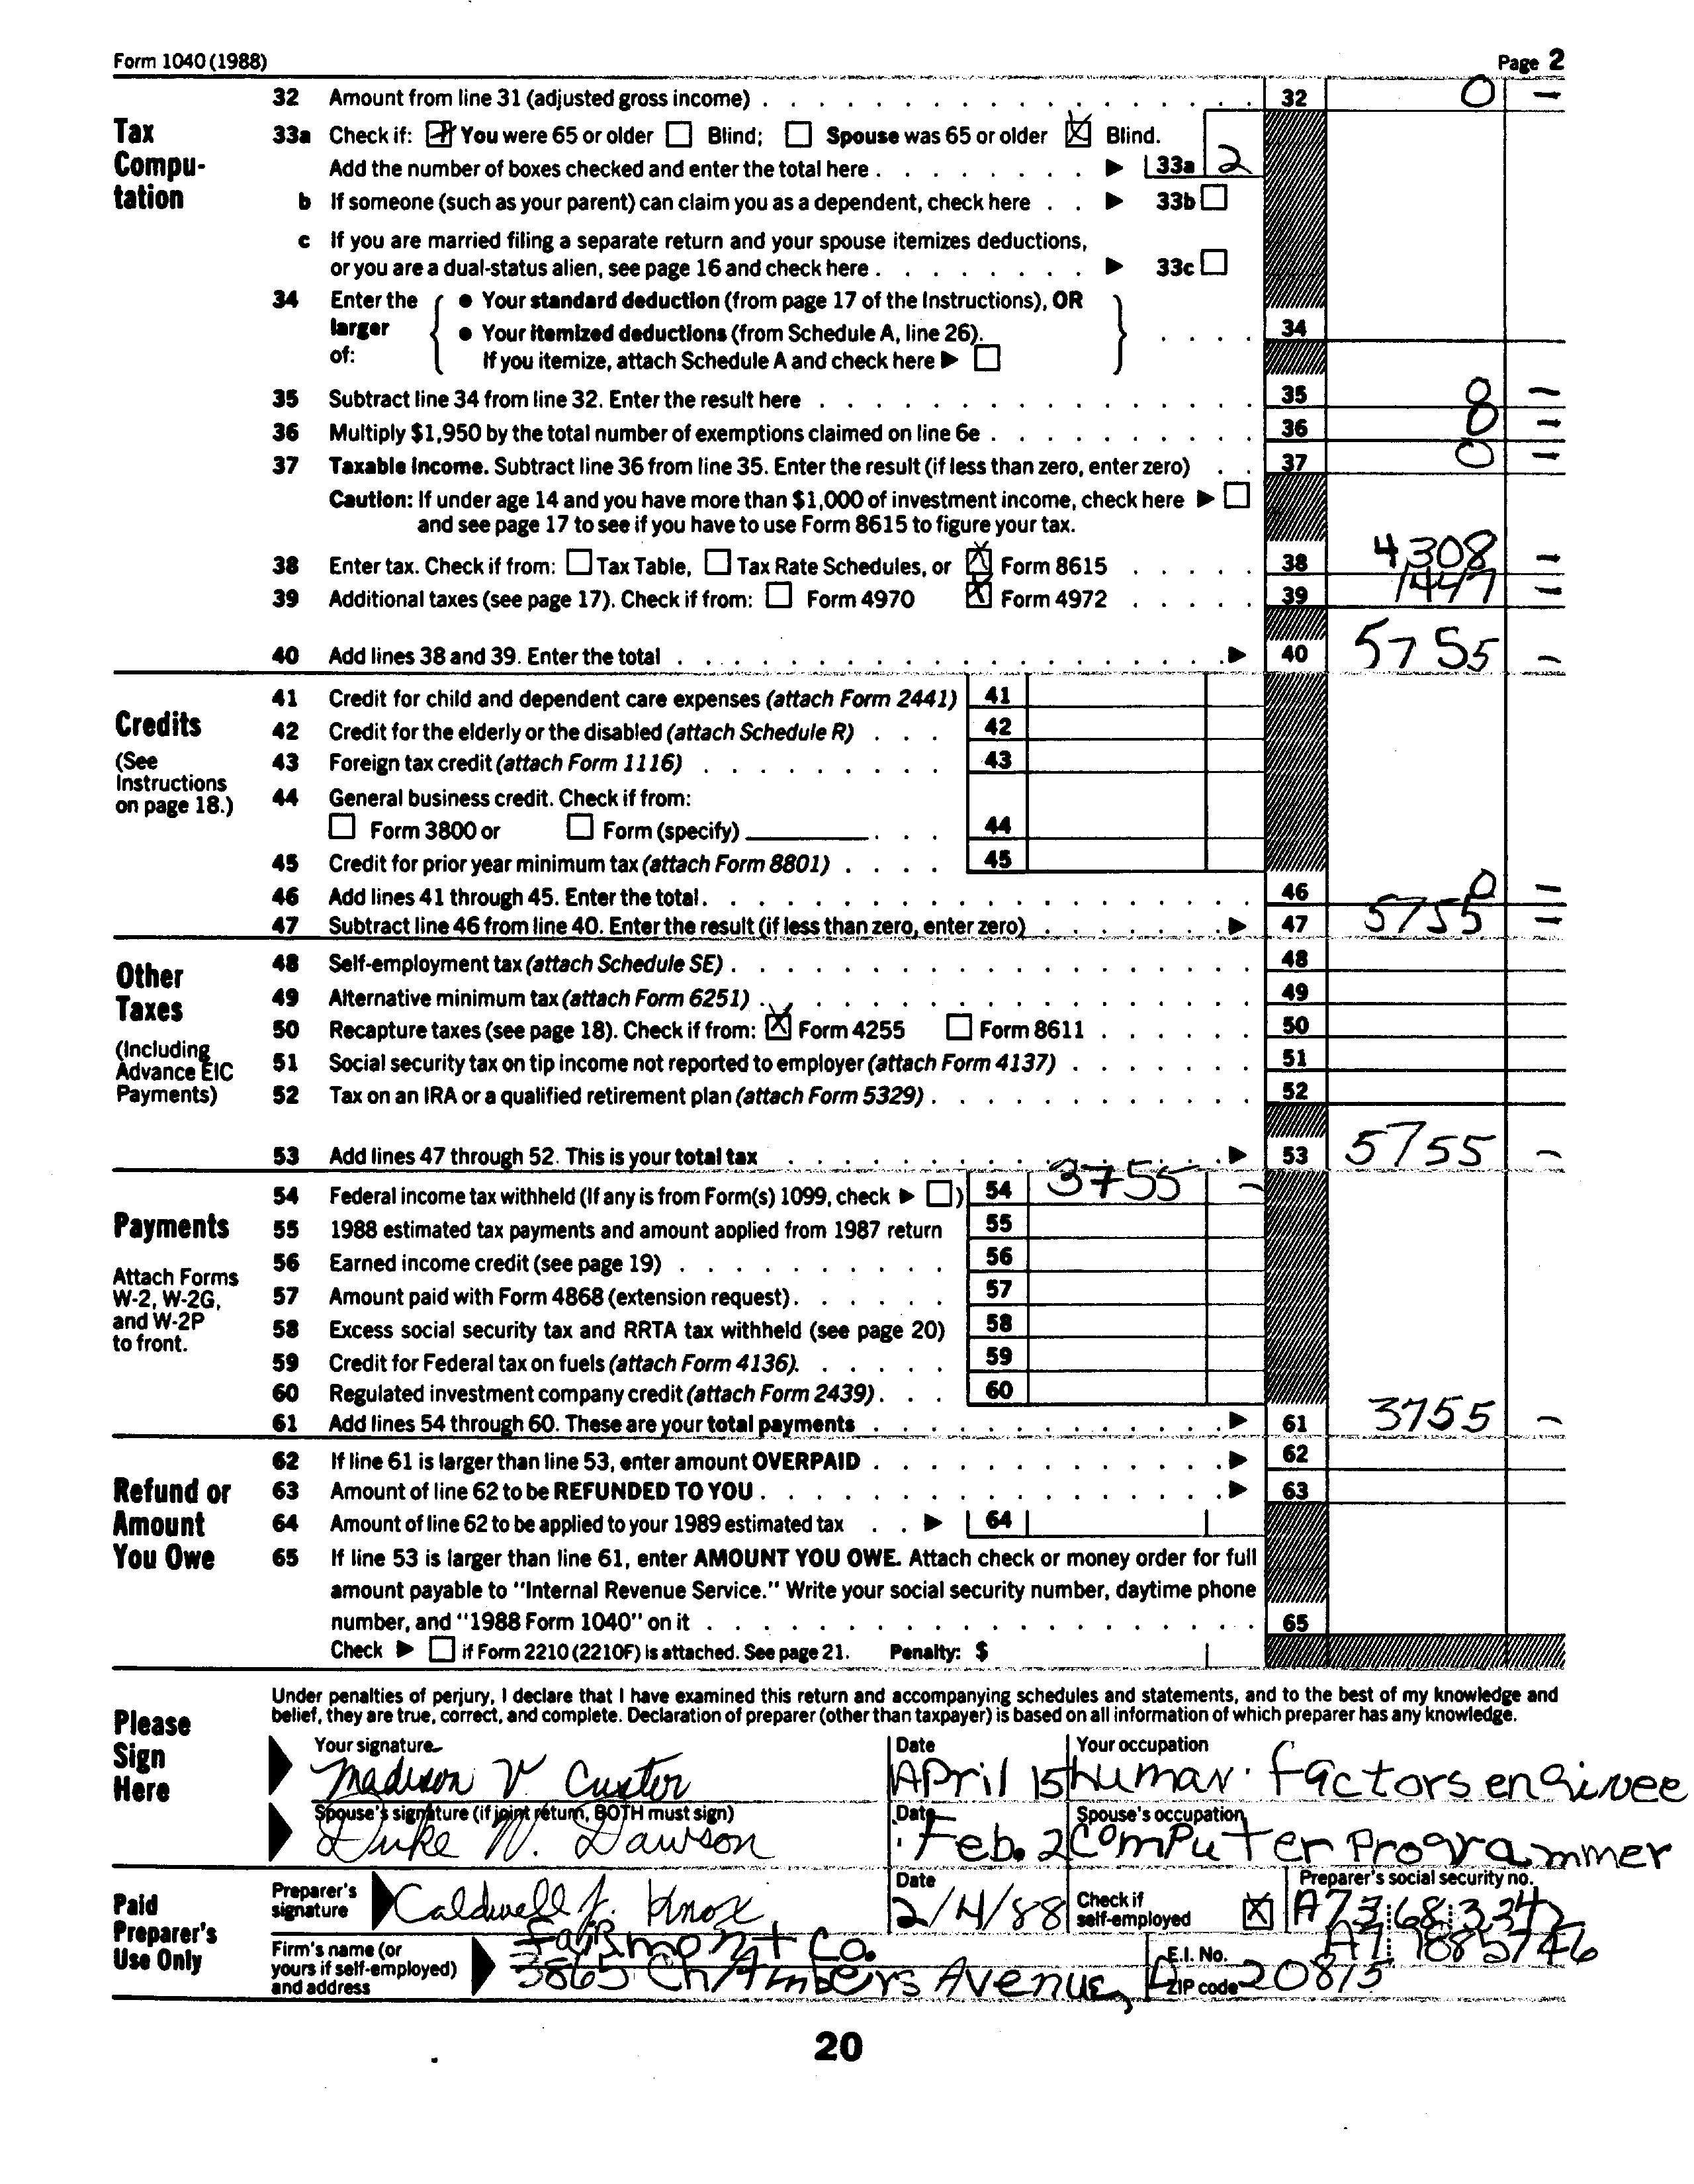 Form 1040 (1988) Page 2
32 Amount from line 31 (adjusted gross income) 32 0 —
Tax Compu-tation
33a Check if: You were 65 or older Blind; Spouse was 65 or older Blind.
Add the number of boxes checked and enter the total here 33a 2
b If someone (such as your parent) can claim you as a dependent, check here 33b
c If you are married filing a separate return and your spouse itemizes deductions,
or you are a dual-status alien, see page 16 and check here 33c
34 Enter the larger of: • Your standard deduction (from page 17 of the Instructions), OR
• Your itemized deductions (from Schedule A, line 26). 34
If you itemize, attach Schedule A and check here
35 Subtract line 34 from line 32. Enter the result here 35 0 —
36 Multiply $1,950 by the total number of exemptions claimed on line 6e 36 0 —
37 Taxable Income. Subtract line 36 from line 35. Enter the result (if less than zero, enter zero) 37 0 —
Caution: If under age 14 and you have more than $1,000 of investment income, check here
and see page 17 to see if you have to use Form 8615 to figure your tax.
38 Enter tax. Check if from: Tax Table, Tax Rate Schedules, or Form 8615 38 4308 —
39 Additional taxes (see page 17). Check if from: Form 4970 Form 4972 39 1447 —
40 Add lines 38 and 39. Enter the total 40 5755 —
Credits
(See Instructions on page 18.)
41 Credit for child and dependent care expenses (attach Form 2441) 41
42 Credit for the elderly or the disabled (attach Schedule R) 42
43 Foreign tax credit (attach Form 1116) 43
44 General business credit. Check if from:
Form 3800 or Form (specify) 44
45 Credit for prior year minimum tax (attach Form 8801) 45
46 Add lines 41 through 45. Enter the total 46 0 —
47 Subtract line 46 from line 40. Enter the result (if less than zero, enter zero) 47 5755 —
Other Taxes
(Including Advance EIC Payments)
48 Self-employment tax (attach Schedule SE) 48
49 Alternative minimum tax (attach Form 6251) 49
50 Recapture taxes (see page 18). Check if from: Form 4255 Form 8611 50
51 Social security tax on tip income not reported to employer (attach Form 4137) 51
52 Tax on an IRA or a qualified retirement plan (attach Form 5329) 52
53 Add lines 47 through 52. This is your total tax 53 5755 —
Payments
Attach Forms W-2, W-2G, and W-2P to front.
54 Federal income tax withheld (If any is from Form(s) 1099, check ) 54 3755 —
55 1988 estimated tax payments and amount applied from 1987 return 55
56 Earned income credit (see page 19) 56
57 Amount paid with Form 4868 (extension request) 57
58 Excess social security tax and RRTA tax withheld (see page 20) 58
59 Credit for Federal tax on fuels (attach Form 4136) 59
60 Regulated investment company credit (attach Form 2439) 60
61 Add lines 54 through 60. These are your total payments 61 3755 —
Refund or Amount You Owe
62 If line 61 is larger than line 53, enter amount OVERPAID 62
63 Amount of line 62 to be REFUNDED TO YOU 63
64 Amount of line 62 to be applied to your 1989 estimated tax 64
65 If line 53 is larger than line 61, enter AMOUNT YOU OWE. Attach check or money order for full
amount payable to "Internal Revenue Service." Write your social security number, daytime phone
number, and "1988 Form 1040" on it 65
Check if Form 2210 (2210F) is attached. See page 21. Penalty: $
Please Sign Here
Under penalties of perjury, I declare that I have examined this return and accompanying schedules and statements, and to the best of my knowledge and
belief, they are true, correct, and complete. Declaration of preparer (other than taxpayer) is based on all information of which preparer has any knowledge.
Your signature Date Your occupation
Madison V. Custer April 15 human factors enginee
Spouse's signature (if joint return, BOTH must sign) Date Spouse's occupation
Duke W. Dawson Feb. 2 Computer Programmer
Paid Preparer's Use Only
Preparer's signature Caldwell J. Knox Date 2/4/88 Check if self-employed Preparer's social security no. A73 68 3342
Firm's name (or yours if self-employed) and address Fairmont Co. E.I. No. A7 1885746
3865 Chambers Avenue, ZIP code 20815
20